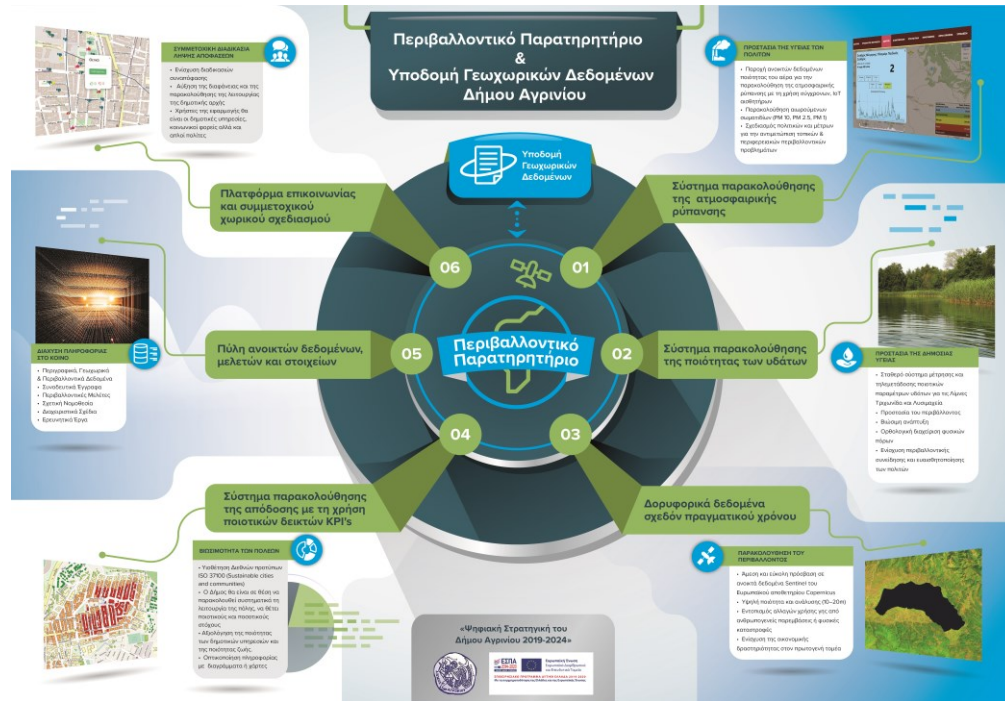 Περιβαλλοντικό Παρατηρητήριο
&
Υποδομή Γεωχωρικών Δεδομένων
Δήμου Αγρινίου
ΣΥΜΜΕΤΟΧΙΚΗ ΔΙΑΔΙΚΑΣΙΑ
ΛΗΨΗΣ ΑΠΟΦΑΣΕΩΝ
• Ενίσχυση διαδικασιών
συναπόφασης
• Αύξηση της διαφάνειας και της
παρακολούθησης της λειτουργίας
της δημοτικής αρχής
• Χρήστες της εφαρμογής θα
είναι οι δημοτικές υπηρεσίες,
κοινωνικοί φορείς αλλά και
απλοί πολίτες
ΠΡΟΣΤΑΣΙΑ ΤΗΣ ΥΓΕΙΑΣ ΤΩΝ
ΠΟΛΙΤΩΝ
• Παροχή ανοικτών δεδομένων
ποιότητας του αέρα για την
παρακολούθηση της ατμοσφαιρικής
ρύπανσης με τη χρήση σύγχρονων, IoT
αισθητήρων
• Παρακολούθηση αιωρούμενων
σωματιδίων (PM 10, PM 2.5, PM 1)
• Σχεδιασμός πολιτικών και μέτρων
για την αντιμετώπιση τοπικών &
περιφερειακών περιβαλλοντικών
προβλημάτων
2
Υποδομή
Γεωχωρικών
Δεδομένων
Πλατφόρμα επικοινωνίας
και συμμετοχικού
χωρικού σχεδιασμού
06
Σύστημα παρακολούθησης
της ατμοσφαιρικής
ρύπανσης
01
Πύλη ανοικτών δεδομένων,
μελετών και στοιχείων
05
Περιβαλλοντικό
Παρατηρητήριο
02
Σύστημα παρακολούθησης
της ποιότητας των υδάτων
ΔΙΑΧΥΣΗ ΠΛΗΡΟΦΟΡΙΑΣ
ΣΤΟ ΚΟΙΝΟ
• Περιγραφικά, Γεωχωρικά
& Περιβαλλοντικά Δεδομένα
• Συνοδευτικά Έγγραφα
• Περιβαλλοντικές Μελέτες
• Σχετική Νομοθεσία
• Διαχειριστικά Σχέδια
• Ερευνητικά Έργα
ΠΡΟΣΤΑΣΙΑ ΤΗΣ ΔΗΜΟΣΙΑΣ
ΥΓΕΙΑΣ
• Σταθερό σύστημα μέτρησης και
τηλεμετάδοσης ποιοτικών
παραμέτρων υδάτων για τις Λίμνες
Τριχωνίδα και Λυσιμαχεία
• Προστασία του περιβάλλοντος
• Βιώσιμη ανάπτυξη
• Ορθολογική διαχείριση φυσικών
πόρων
• Ενίσχυση περιβαλλοντικής
συνείδησης και ευαισθητοποίησης
των πολιτών
04
03
Σύστημα παρακολούθησης
της απόδοσης με τη χρήση
ποιοτικών δεικτών KPI's
Δορυφορικά δεδομένα
σχεδόν πραγματικού χρόνου
ΒΙΩΣΙΜΟΤΗΤΑ ΤΩΝ ΠΟΛΕΩΝ
• Υιοθέτηση Διεθνών προτύπων
ISO 37100 (Sustainable cities
and communities)
• Ο Δήμος θα είναι σε θέση να
παρακολουθεί συστηματικά τη
λειτουργία της πόλης, να θέτει
ποιοτικούς και ποσοτικούς
στόχους
• Αξιολόγηση της ποιότητας
των δημοτικών υπηρεσιών και
της ποιότητας ζωής.
• Οπτικοποίηση πληροφορίας
με διαγράμματα ή χάρτες
ΠΑΡΑΚΟΛΟΥΘΗΣΗ ΤΟΥ
ΠΕΡΙΒΑΛΛΟΝΤΟΣ
• Άμεση και εύκολη πρόσβαση σε
ανοικτά δεδομένα Sentinel του
Ευρωπαϊκού αποθετηρίου Copernicus
• Υψηλή ποιότητα και ανάλυσης (10–20m)
• Εντοπισμός αλλαγών χρήσης γης από
ανθρωπογενείς παρεμβάσεις ή φυσικές
καταστροφές
• Ενίσχυση της οικονομικής
δραστηριότητας στον πρωτογενή τομέα
«Ψηφιακή Στρατηγική του
Δήμου Αγρινίου 2019-2024»
ΕΣΠΑ
Ευρωπαϊκή Ένωση